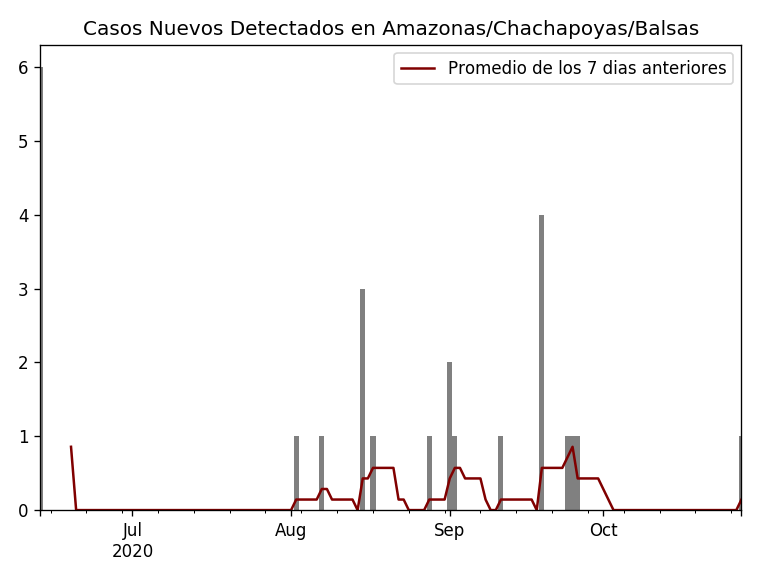 Casos Nuevos Detectados en Amazonas/Chachapoyas/Balsas
Promedio de los 7 dias anteriores
6
5
4
3
2
1
0
Jul
2020
Aug
Sep
Oct